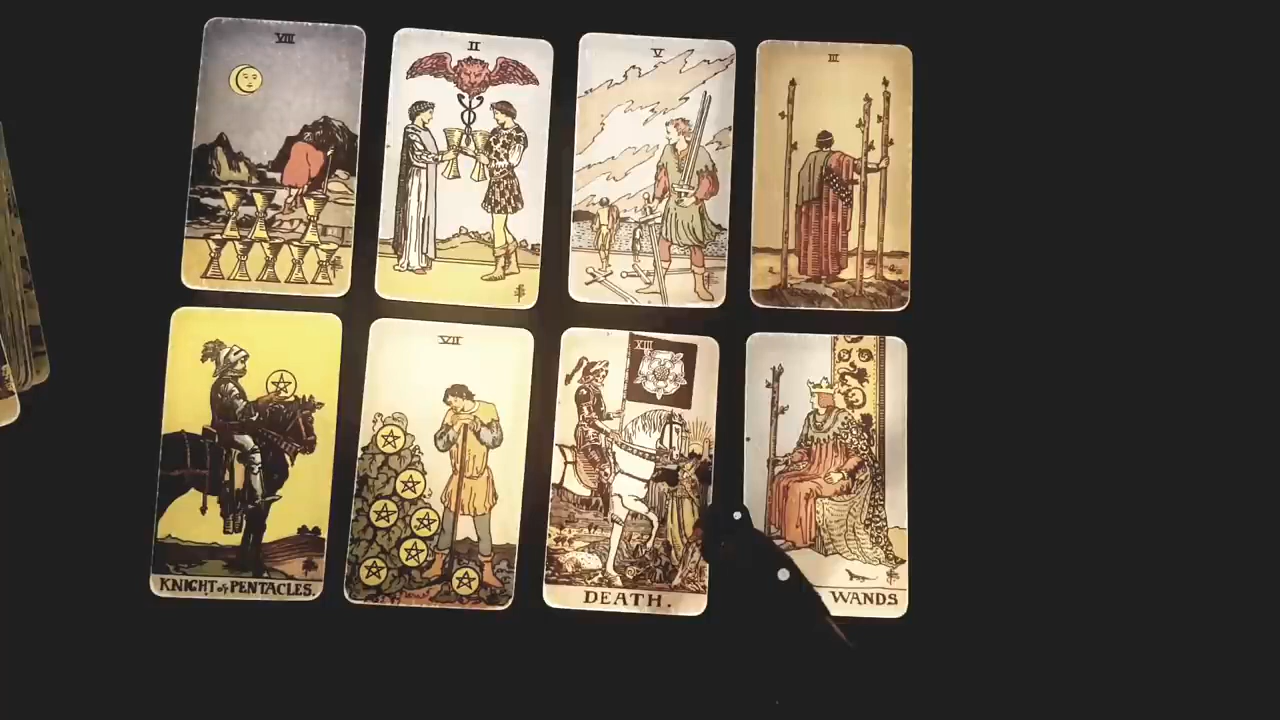 VIII
II
V
III
KNIGHT of PENTACLES.
VII
XIII
DEATH.
WANDS